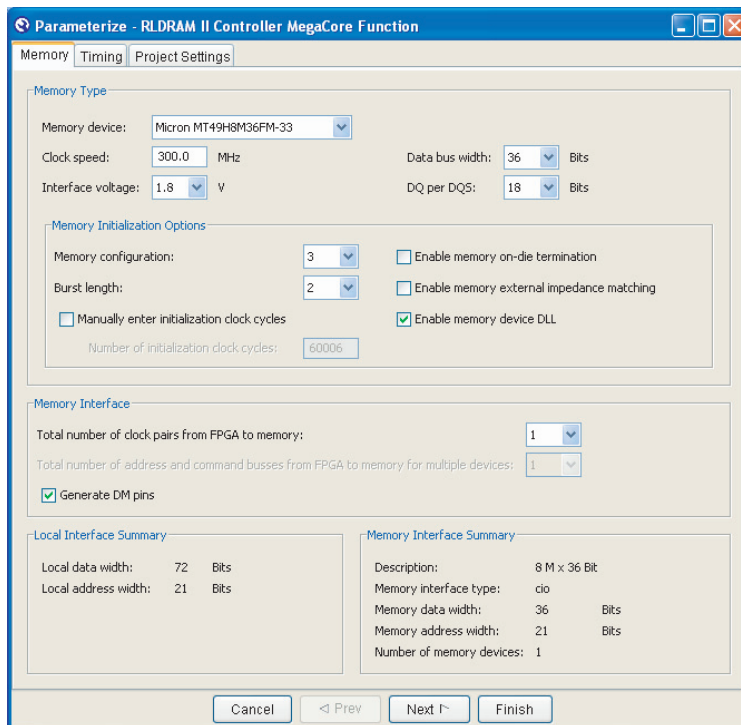 Parameterize - RLDRAM II Controller MegaCore Function
Memory Timing Project Settings
Memory Type
Memory device: Micron MT49H8M36FM-33
Clock speed: 300.0 MHz Data bus width: 36 Bits
Interface voltage: 1.8 V DQ per DQS: 18 Bits
Memory Initialization Options
Memory configuration: 3 Enable memory on-die termination
Burst length: 2 Enable memory external impedance matching
Manually enter initialization clock cycles Enable memory device DLL
Number of initialization clock cycles: 60006
Memory Interface
Total number of clock pairs from FPGA to memory: 1
Total number of address and command busses from FPGA to memory for multiple devices: 1
Generate DM pins
Local Interface Summary Memory Interface Summary
Local data width: 72 Bits Description: 8 M x 36 Bit
Local address width: 21 Bits Memory interface type: cio
Memory data width: 36 Bits
Memory address width: 21 Bits
Number of memory devices: 1
Cancel Prev Next Finish